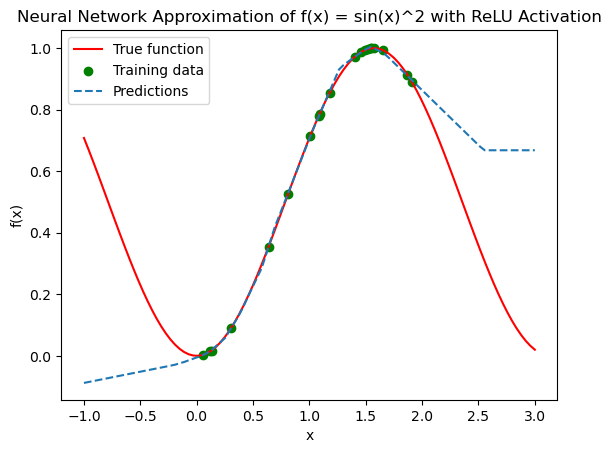 Neural Network Approximation of f(x) = sin(x)^2 with ReLU Activation
True function
Training data
Predictions
f(x)
1.0
0.8
0.6
0.4
0.2
0.0
-1.0 -0.5 0.0 0.5 1.0 1.5 2.0 2.5 3.0
x